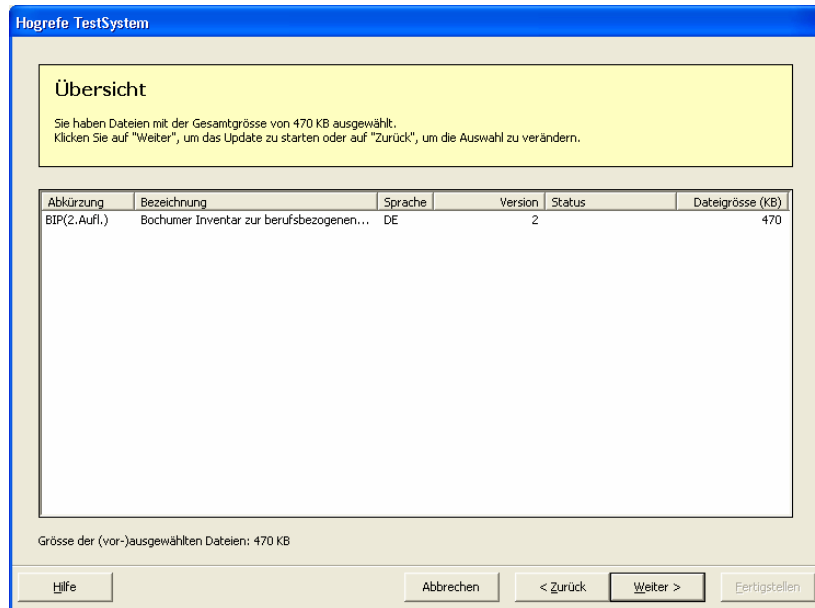 Hogrefe TestSystem
Übersicht
Sie haben Dateien mit der Gesamtgrösse von 470 KB ausgewählt.
Klicken Sie auf "Weiter", um das Update zu starten oder auf "Zurück", um die Auswahl zu verändern.
Abkürzung Bezeichnung Sprache Version Status Dateigrösse (KB)
BIP(2.Aufl.) Bochumer Inventar zur berufsbezogenen... DE 2 470
Grösse der (vor-)ausgewählten Dateien: 470 KB
Hilfe Abbrechen < Zurück Weiter > Fertigstellen